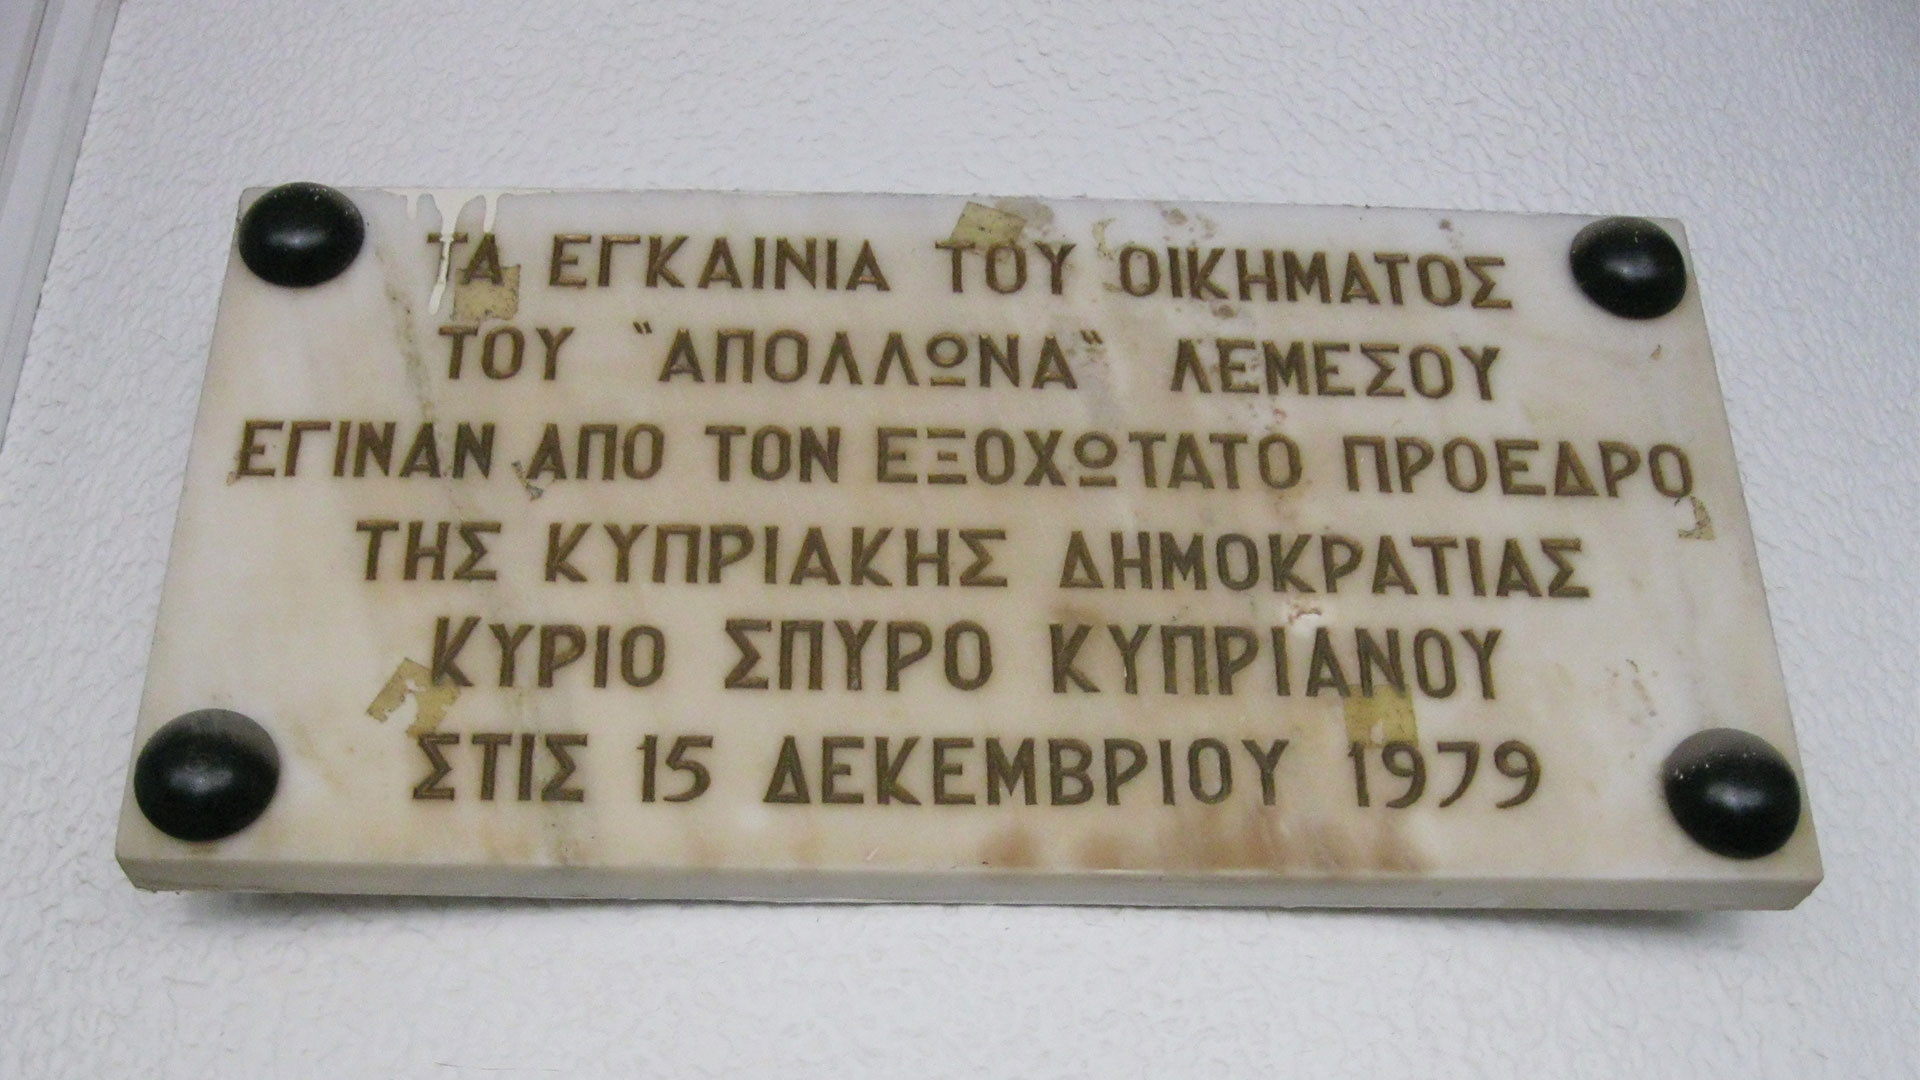 ΤΑ ΕΓΚΑΙΝΙΑ ΤΟΥ ΟΙΚΗΜΑΤΟΣ
ΤΟΥ "ΑΠΟΛΛΩΝΑ" ΛΕΜΕΣΟΥ
ΕΓΙΝΑΝ ΑΠΟ ΤΟΝ ΕΞΟΧΩΤΑΤΟ ΠΡΟΕΔΡΟ
ΤΗΣ ΚΥΠΡΙΑΚΗΣ ΔΗΜΟΚΡΑΤΙΑΣ
ΚΥΡΙΟ ΣΠΥΡΟ ΚΥΠΡΙΑΝΟΥ
ΣΤΙΣ 15 ΔΕΚΕΜΒΡΙΟΥ 1979